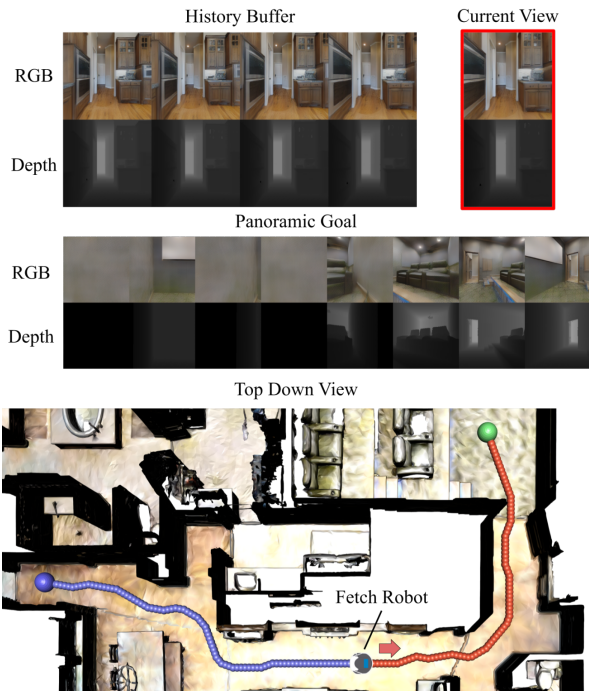 History Buffer
Current View
RGB
Depth
Panoramic Goal
RGB
Depth
Top Down View
Fetch Robot